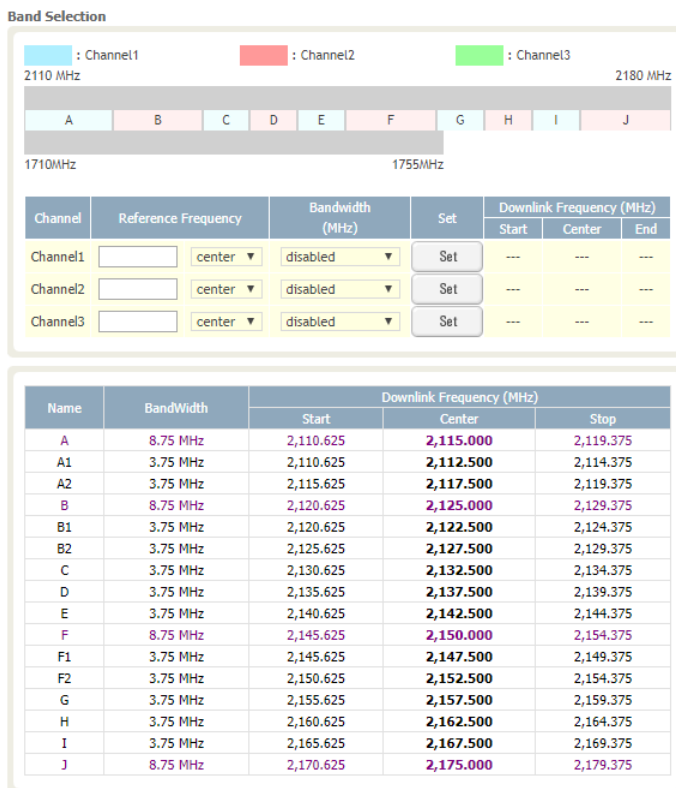 Band Selection
: Channel1 : Channel2 : Channel3
2110 MHz 2180 MHz
A B C D E F G H I J
1710MHz 1755MHz
Channel Reference Frequency Bandwidth (MHz) Set Downlink Frequency (MHz)
Start Center End
Channel1 center ▼ disabled ▼ Set --- --- ---
Channel2 center ▼ disabled ▼ Set --- --- ---
Channel3 center ▼ disabled ▼ Set --- --- ---
Name BandWidth Downlink Frequency (MHz)
Start Center Stop
A 8.75 MHz 2,110.625 2,115.000 2,119.375
A1 3.75 MHz 2,110.625 2,112.500 2,114.375
A2 3.75 MHz 2,115.625 2,117.500 2,119.375
B 8.75 MHz 2,120.625 2,125.000 2,129.375
B1 3.75 MHz 2,120.625 2,122.500 2,124.375
B2 3.75 MHz 2,125.625 2,127.500 2,129.375
C 3.75 MHz 2,130.625 2,132.500 2,134.375
D 3.75 MHz 2,135.625 2,137.500 2,139.375
E 3.75 MHz 2,140.625 2,142.500 2,144.375
F 8.75 MHz 2,145.625 2,150.000 2,154.375
F1 3.75 MHz 2,145.625 2,147.500 2,149.375
F2 3.75 MHz 2,150.625 2,152.500 2,154.375
G 3.75 MHz 2,155.625 2,157.500 2,159.375
H 3.75 MHz 2,160.625 2,162.500 2,164.375
I 3.75 MHz 2,165.625 2,167.500 2,169.375
J 8.75 MHz 2,170.625 2,175.000 2,179.375